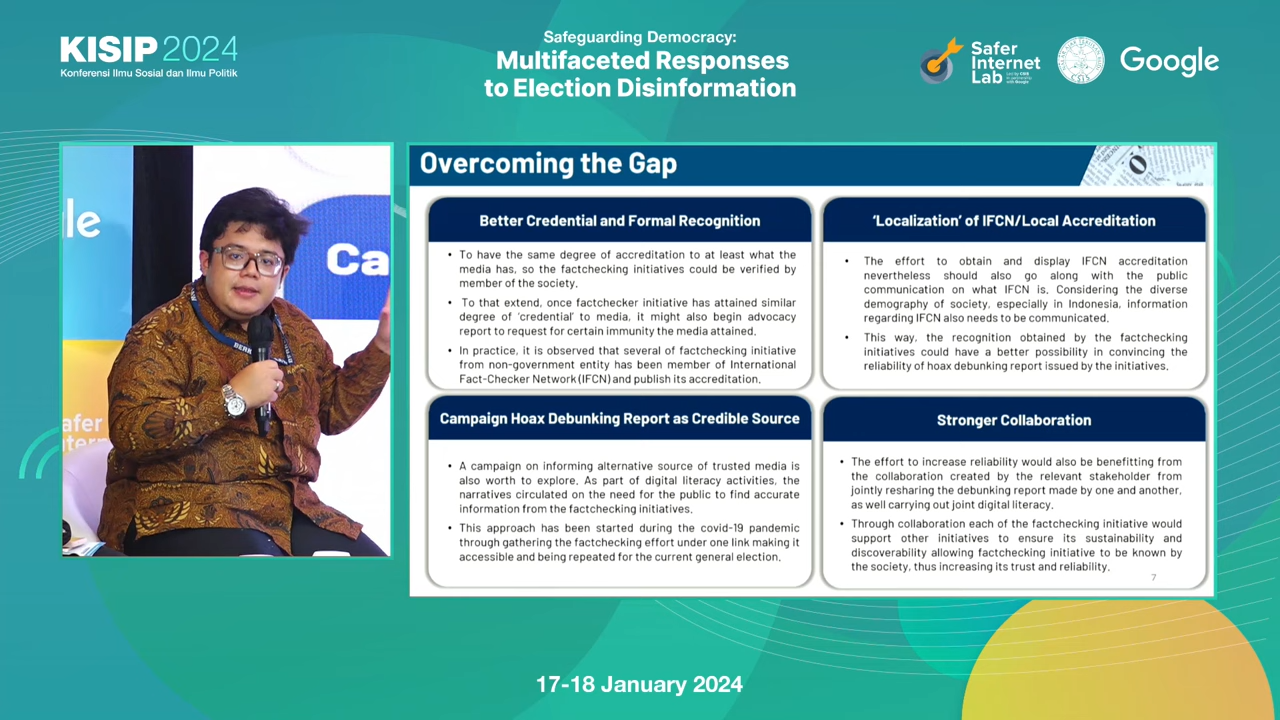 KISIP 2024
Konferensi Ilmu Sosial dan Ilmu Politik
Safeguarding Democracy:
Multifaceted Responses
to Election Disinformation
Safer
Internet
Lab
CSIS
Google
le
Ca
afer
BERK
Overcoming the Gap
Better Credential and Formal Recognition
• To have the same degree of accreditation to at least what the
media has, so the factchecking initiatives could be verified by
member of the society.
• To that extend, once factchecker initiative has attained similar
degree of 'credential' to media, it might also begin advocacy
report to request for certain immunity the media attained.
• In practice, it is observed that several of factchecking initiative
from non-government entity has been member of International
Fact-Checker Network (IFCN) and publish its accreditation.
'Localization' of IFCN/Local Accreditation
• The effort to obtain and display IFCN accreditation
nevertheless should also go along with the public
communication on what IFCN is. Considering the diverse
demography of society, especially in Indonesia, information
regarding IFCN also needs to be communicated.
• This way, the recognition obtained by the factchecking
initiatives could have a better possibility in convincing the
reliability of hoax debunking report issued by the initiatives.
Campaign Hoax Debunking Report as Credible Source
• A campaign on informing alternative source of trusted media is
also worth to explore. As part of digital literacy activities, the
narratives circulated on the need for the public to find accurate
information from the factchecking initiatives.
• This approach has been started during the covid-19 pandemic
through gathering the factchecking effort under one link making it
accessible and being repeated for the current general election.
Stronger Collaboration
• The effort to increase reliability would also be benefitting from
the collaboration created by the relevant stakeholder from
jointly resharing the debunking report made by one and another,
as well carrying out joint digital literacy.
• Through collaboration each of the factchecking initiative would
support other initiatives to ensure its sustainability and
discoverability allowing factchecking initiative to be known by
the society, thus increasing its trust and reliability.
7
17-18 January 2024